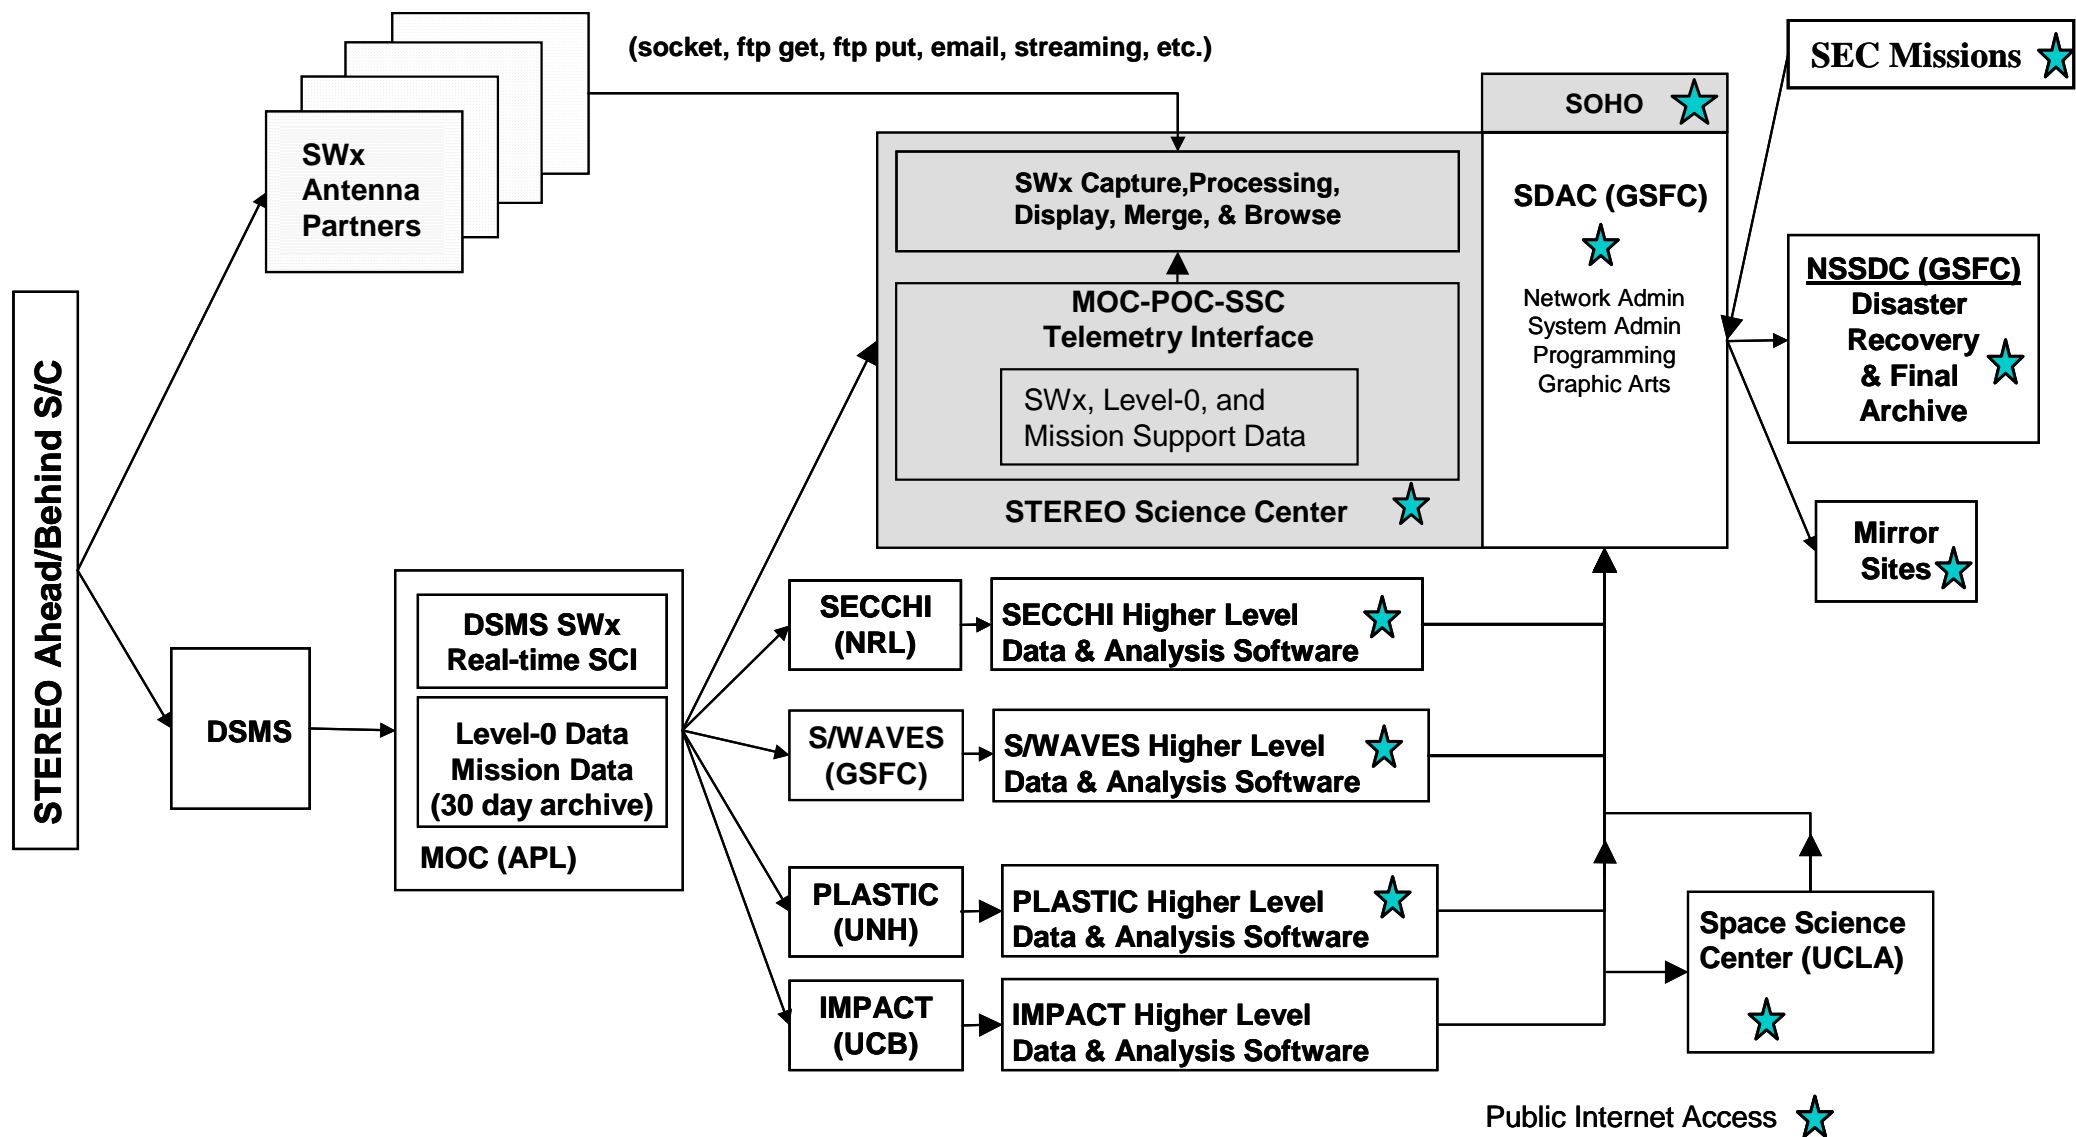 (socket, ftp get, ftp put, email, streaming, etc.)
SEC Missions
SOHO
SWx
Antenna
Partners
SWx Capture,Processing,
Display, Merge, & Browse
SDAC (GSFC)
Network Admin
System Admin
Programming
Graphic Arts
NSSDC (GSFC)
Disaster
Recovery
& Final
Archive
MOC-POC-SSC
Telemetry Interface
SWx, Level-0, and
Mission Support Data
STEREO Science Center
Mirror
Sites
STEREO Ahead/Behind S/C
DSMS
DSMS SWx
Real-time SCI
Level-0 Data
Mission Data
(30 day archive)
MOC (APL)
SECCHI
(NRL)
SECCHI Higher Level
Data & Analysis Software
S/WAVES
(GSFC)
S/WAVES Higher Level
Data & Analysis Software
PLASTIC
(UNH)
PLASTIC Higher Level
Data & Analysis Software
IMPACT
(UCB)
IMPACT Higher Level
Data & Analysis Software
Space Science
Center (UCLA)
Public Internet Access